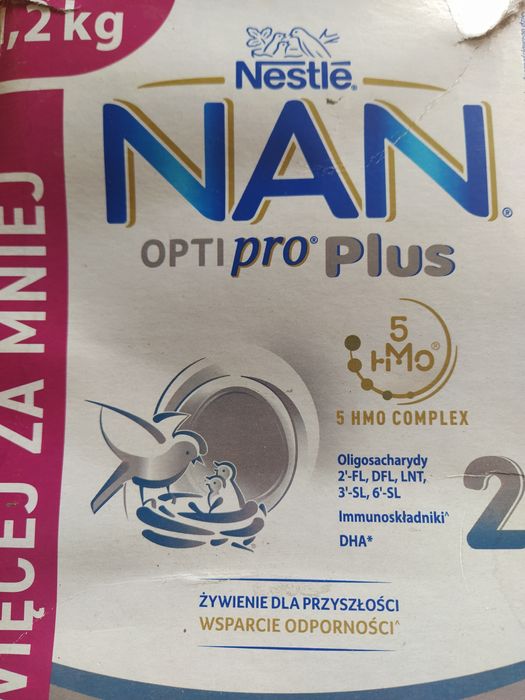 ,2 kg
WIĘCEJ ZA MNIEJ
Nestlé®
NAN®
OPTI pro® Plus
5
HMO®
5 HMO COMPLEX
Oligosacharydy
2'-FL, DFL, LNT,
3'-SL, 6'-SL
Immunoskładniki^
DHA*
2
ŻYWIENIE DLA PRZYSZŁOŚCI
WSPARCIE ODPORNOŚCI^